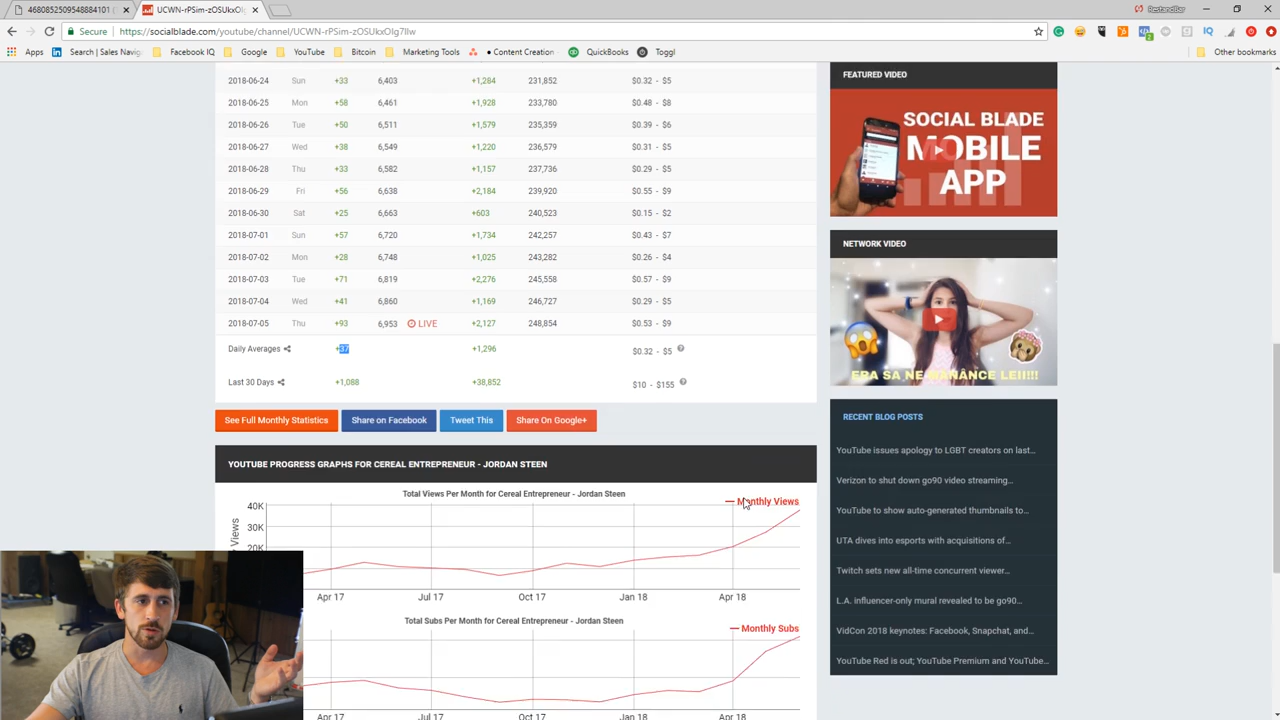 4680852509548884101 (
UCWN-rPSim-zOSUkxOlg
RestandSlr
Secure
https://socialblade.com/youtube/channel/UCWN-rPSim-zOSUkxOlg7Ilw
Apps
Search | Sales Navig
Facebook IQ
Google
YouTube
Bitcoin
Marketing Tools
Content Creation
QuickBooks
Toggl
Other bookmarks
2018-06-24 Sun +33 6,403 +1,284 231,852 $0.32 - $5
2018-06-25 Mon +58 6,461 +1,928 233,780 $0.48 - $8
2018-06-26 Tue +50 6,511 +1,579 235,359 $0.39 - $6
2018-06-27 Wed +38 6,549 +1,220 236,579 $0.31 - $5
2018-06-28 Thu +33 6,582 +1,157 237,736 $0.29 - $5
2018-06-29 Fri +56 6,638 +2,184 239,920 $0.55 - $9
2018-06-30 Sat +25 6,663 +603 240,523 $0.15 - $2
2018-07-01 Sun +57 6,720 +1,734 242,257 $0.43 - $7
2018-07-02 Mon +28 6,748 +1,025 243,282 $0.26 - $4
2018-07-03 Tue +71 6,819 +2,276 245,558 $0.57 - $9
2018-07-04 Wed +41 6,860 +1,169 246,727 $0.29 - $5
2018-07-05 Thu +93 6,953 LIVE +2,127 248,854 $0.53 - $9
Daily Averages +37 +1,296 $0.32 - $5
Last 30 Days +1,088 +38,852 $10 - $155
See Full Monthly Statistics
Share on Facebook
Tweet This
Share On Google+
YOUTUBE PROGRESS GRAPHS FOR CEREAL ENTREPRENEUR - JORDAN STEEN
Total Views Per Month for Cereal Entrepreneur - Jordan Steen
Monthly Views
40K
30K
20K
Views
Apr 17 Jul 17 Oct 17 Jan 18 Apr 18
Total Subs Per Month for Cereal Entrepreneur - Jordan Steen
Monthly Subs
Apr 17 Jul 17 Oct 17 Jan 18 Apr 18
FEATURED VIDEO
SOCIAL BLADE
MOBILE
APP
NETWORK VIDEO
ERA SA NE MANÂNCE LEII!!!
RECENT BLOG POSTS
YouTube issues apology to LGBT creators on last...
Verizon to shut down go90 video streaming...
YouTube to show auto-generated thumbnails to...
UTA dives into esports with acquisitions of...
Twitch sets new all-time concurrent viewer...
L.A. influencer-only mural revealed to be go90...
VidCon 2018 keynotes: Facebook, Snapchat, and...
YouTube Red is out; YouTube Premium and YouTube...